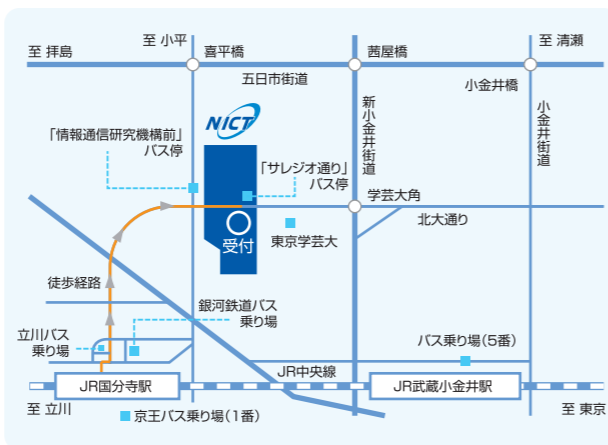 至 小平
喜平橋
茜屋橋
至 清瀬
至 拝島
五日市街道
小金井橋
NICT
新小金井街道
小金井街道
「情報通信研究機構前」
バス停
「サレジオ通り」
バス停
学芸大角
北大通り
受付
東京学芸大
徒歩経路
銀河鉄道バス
乗り場
立川バス
乗り場
バス乗り場（5番）
JR中央線
JR国分寺駅
JR武蔵小金井駅
至 立川
京王バス乗り場（1番）
至 東京